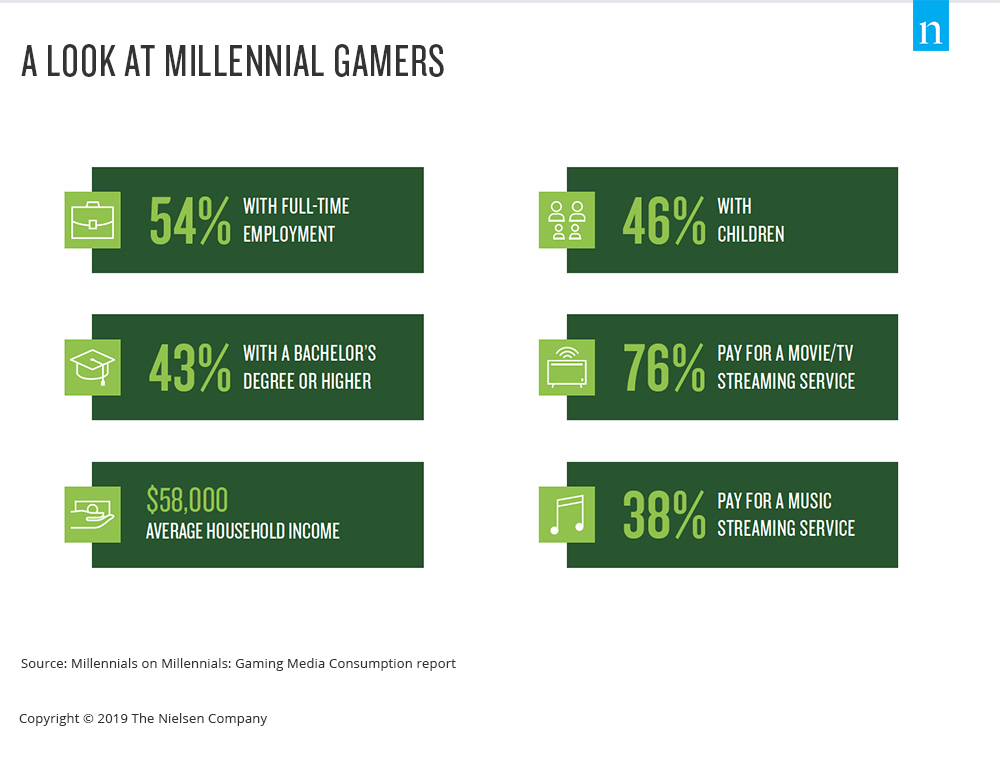 n
A LOOK AT MILLENNIAL GAMERS
54% WITH FULL-TIME
EMPLOYMENT
46% WITH
CHILDREN
43% WITH A BACHELOR'S
DEGREE OR HIGHER
76% PAY FOR A MOVIE/TV
STREAMING SERVICE
$58,000
AVERAGE HOUSEHOLD INCOME
38% PAY FOR A MUSIC
STREAMING SERVICE
Source: Millennials on Millennials: Gaming Media Consumption report
Copyright © 2019 The Nielsen Company